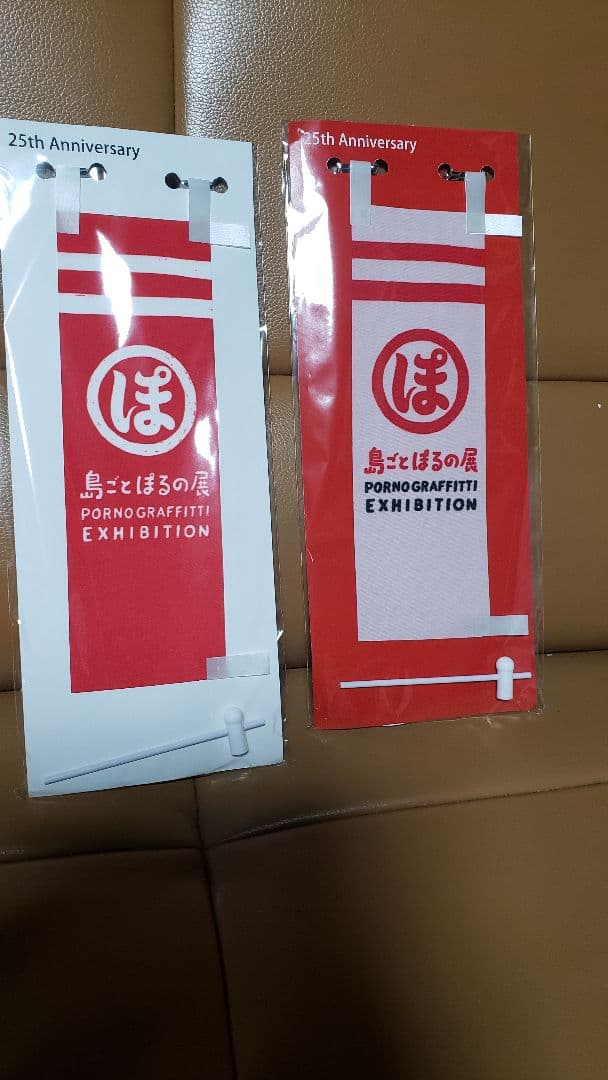 25th Anniversary
ぽ
島ごとぽるの展
PORNOGRAFFITTI
EXHIBITION
25th Anniversary
ぽ
島ごとぽるの展
PORNOGRAFFITTI
EXHIBITION